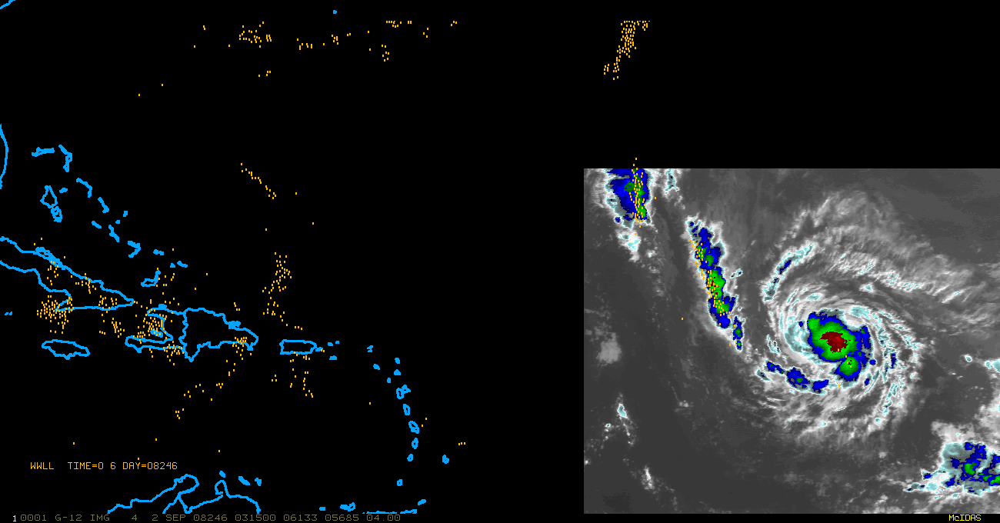 WWLL TIME=0 6 DAY=08246
1 0001 G-12 IMG 4 2 SEP 08246 031500 06133 05685 04.00
McIDAS